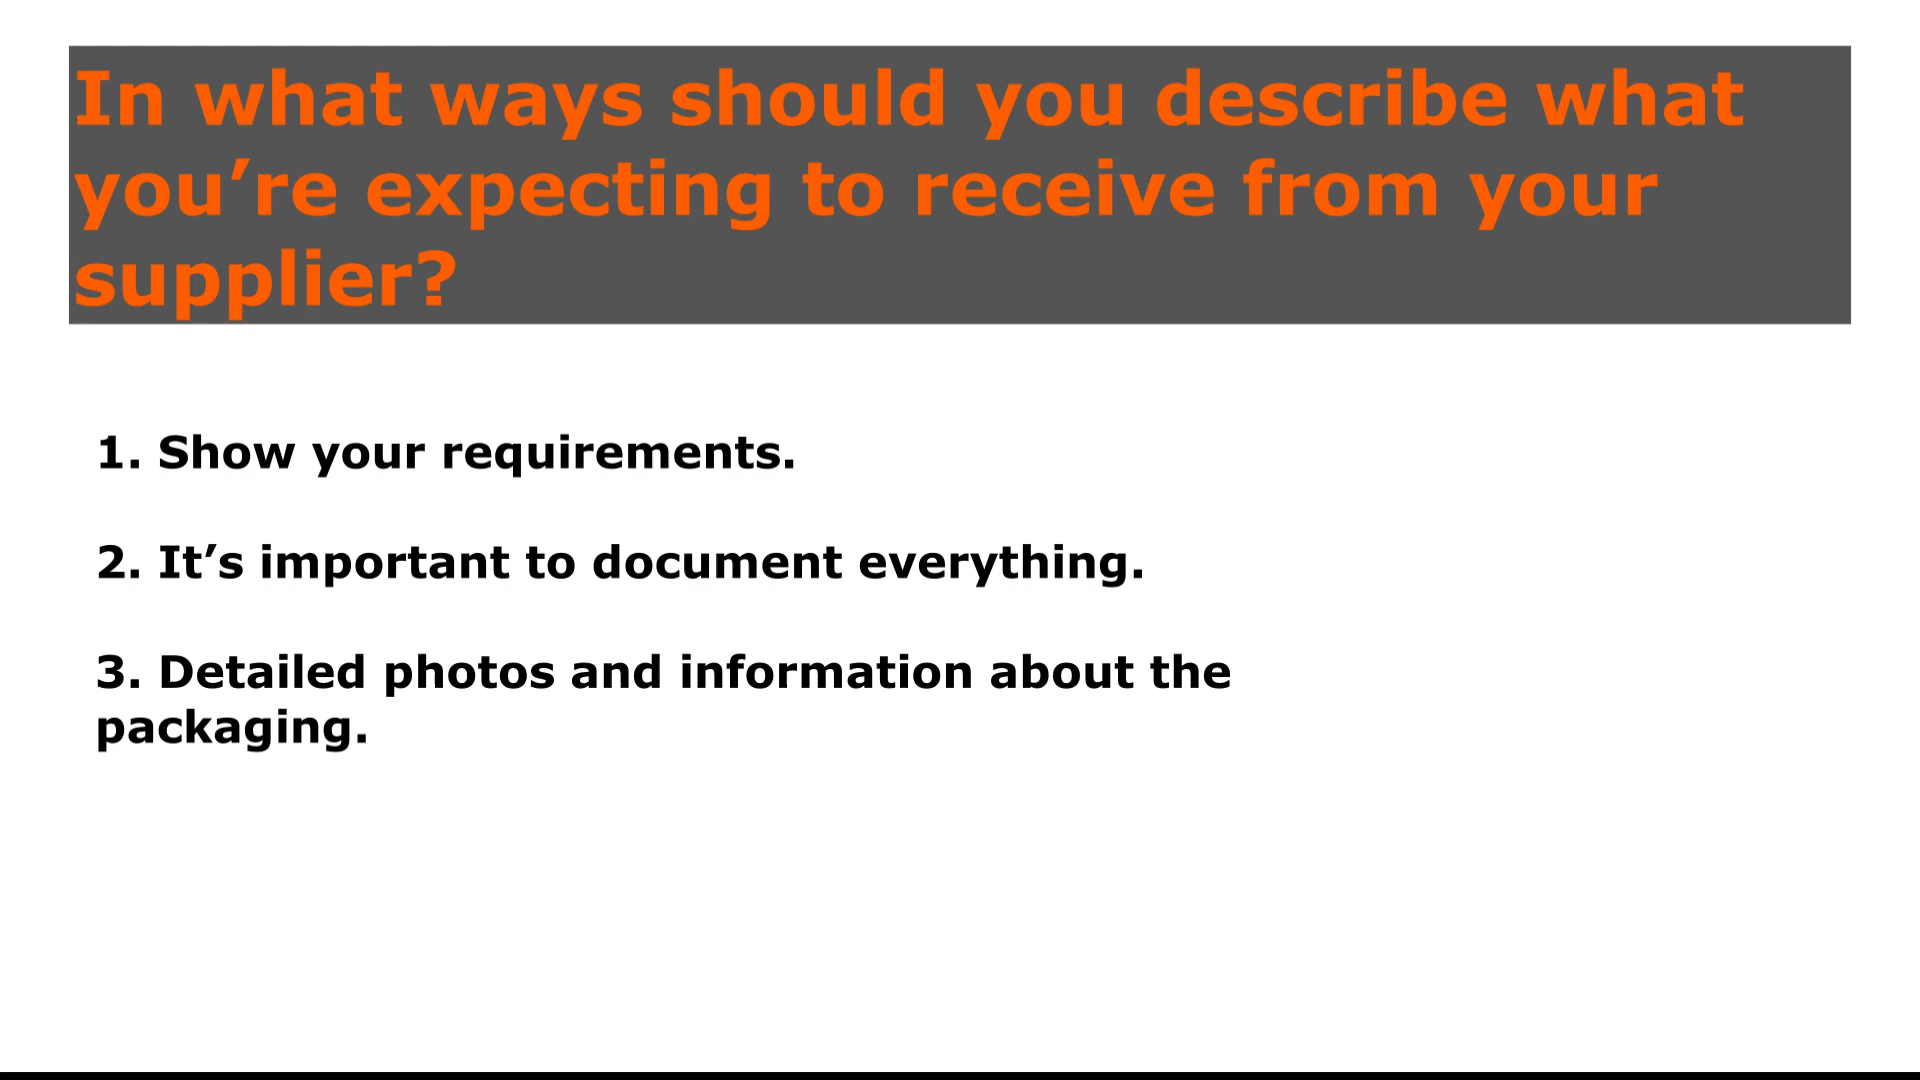 In what ways should you describe what
you’re expecting to receive from your
supplier?
1. Show your requirements.
2. It’s important to document everything.
3. Detailed photos and information about the
packaging.